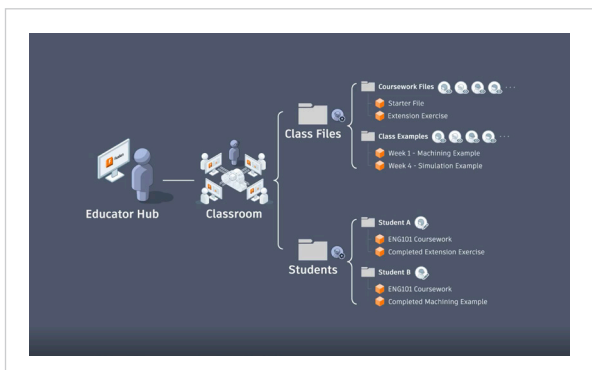 Educator Hub
Classroom
Class Files
Coursework Files
Starter File
Extension Exercise
Class Examples
Week 1 - Machining Example
Week 4 - Simulation Example
Students
Student A
ENG101 Coursework
Completed Extension Exercise
Student B
ENG101 Coursework
Completed Machining Example